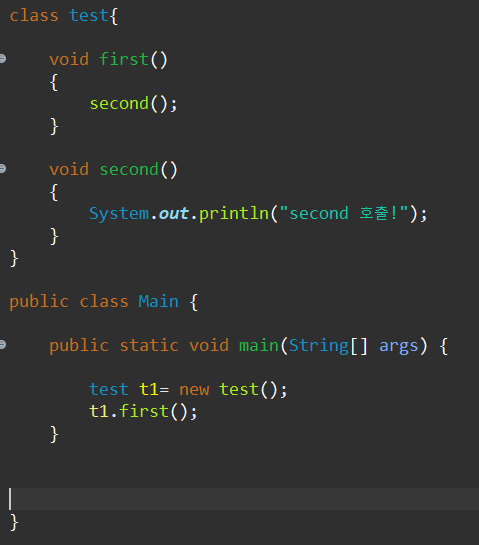 class test{
void first()
{
second();
}
void second()
{
System.out.println("second 호출!");
}
}
public class Main {
public static void main(String[] args) {
test t1= new test();
t1.first();
}
}